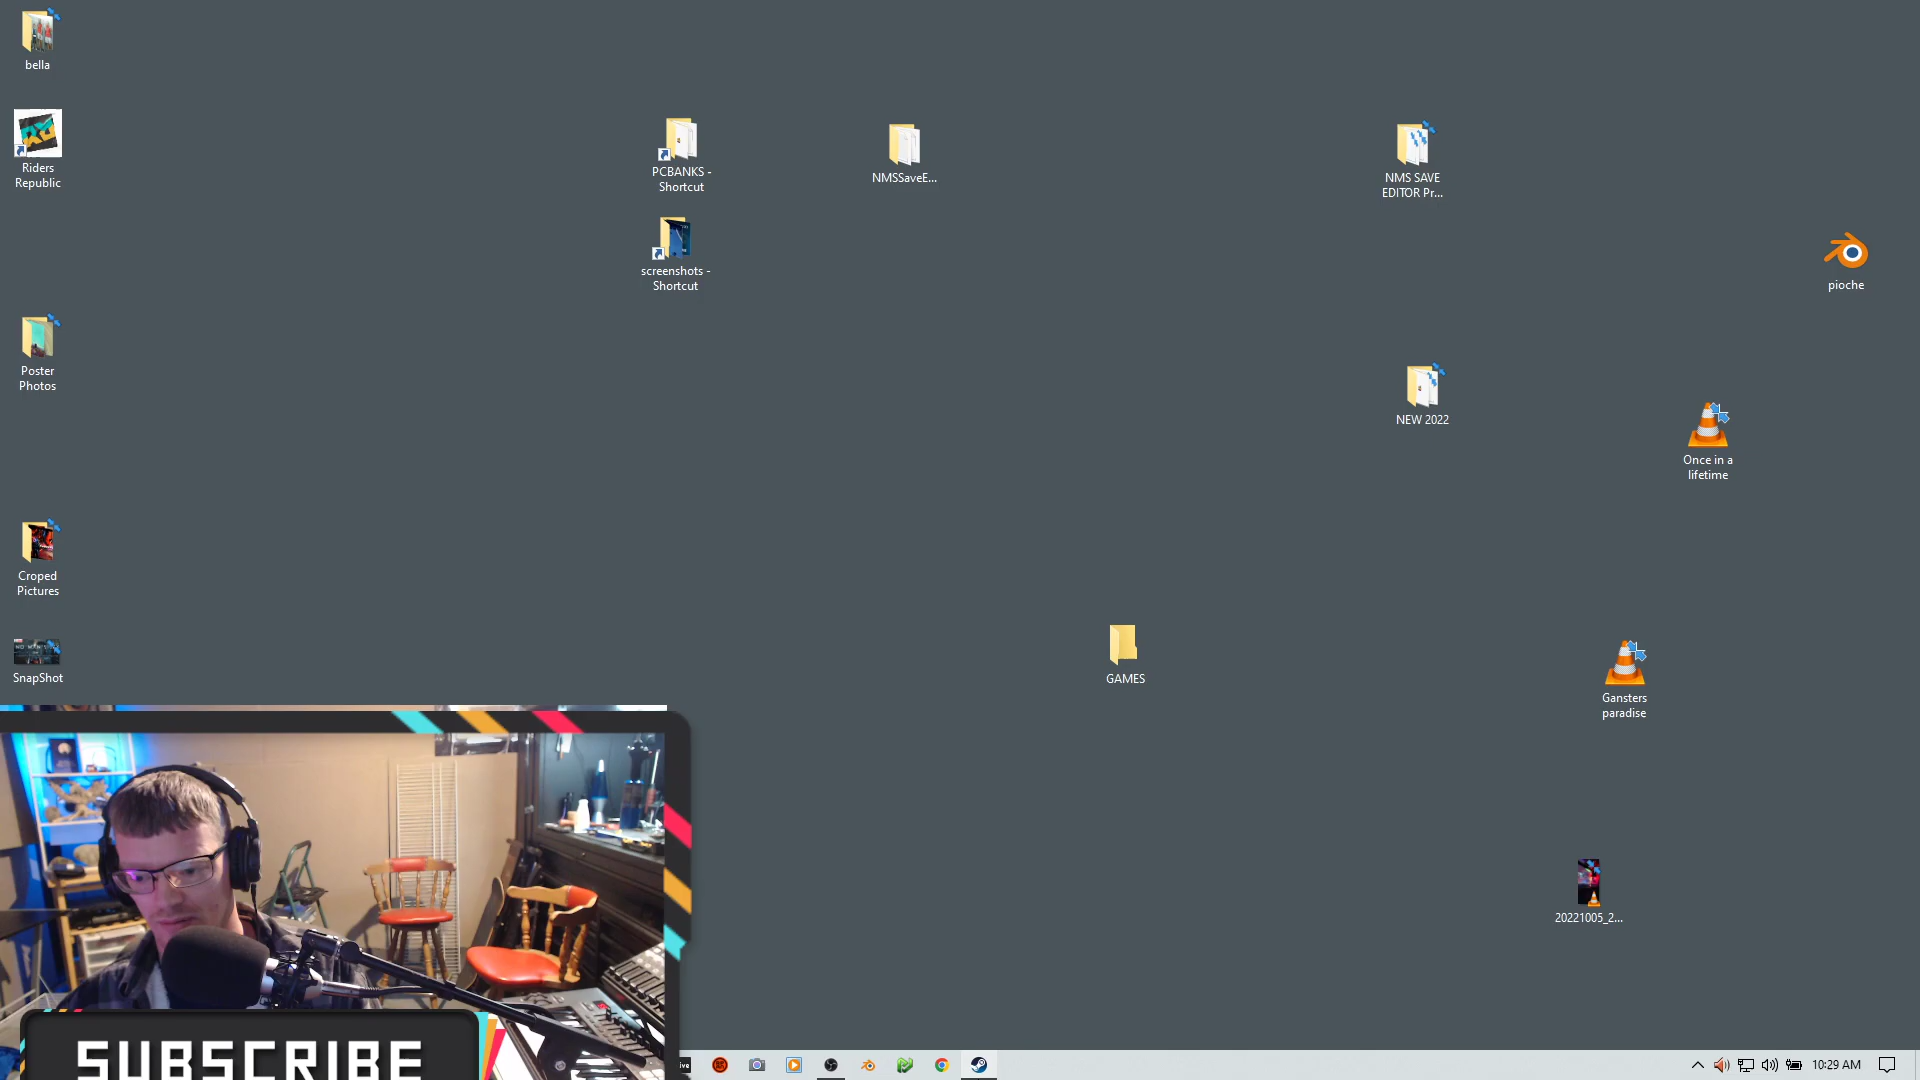 bella
Riders
Republic
PCBANKS -
Shortcut
NMSSaveE...
NMS SAVE
EDITOR Pr...
screenshots -
Shortcut
pioche
Poster
Photos
NEW 2022
Once in a
lifetime
Croped
Pictures
SnapShot
GAMES
Gansters
paradise
20221005_2...
SUBSCRIBE
10:29 AM